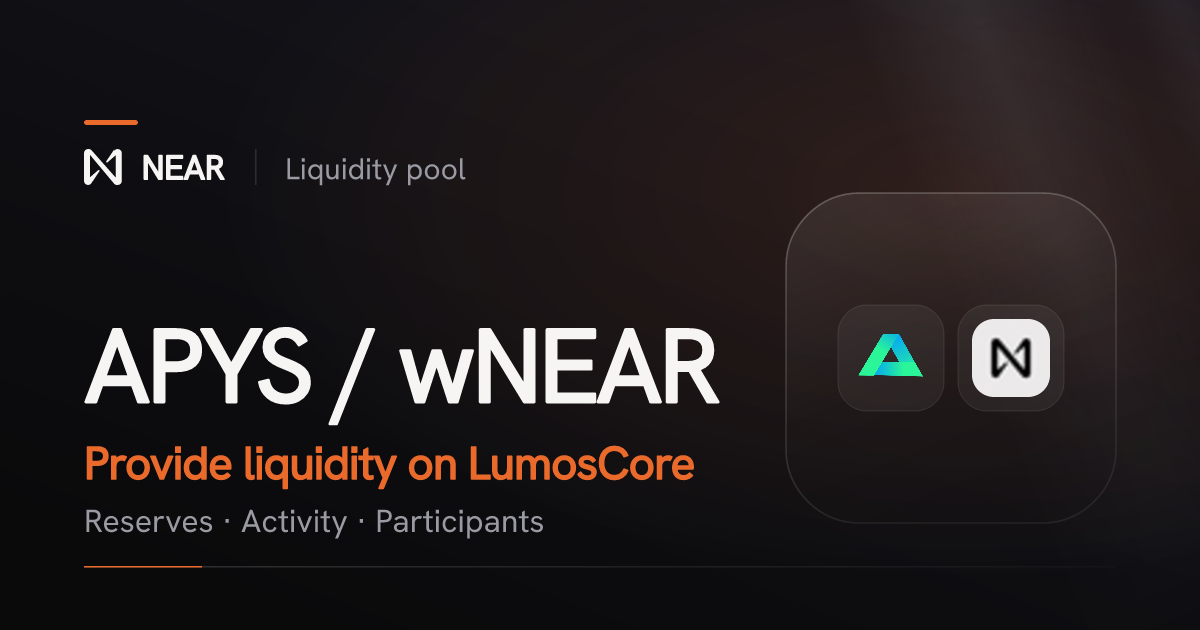 NEAR | Liquidity pool
APYS / wNEAR
Provide liquidity on LumosCore
Reserves · Activity · Participants